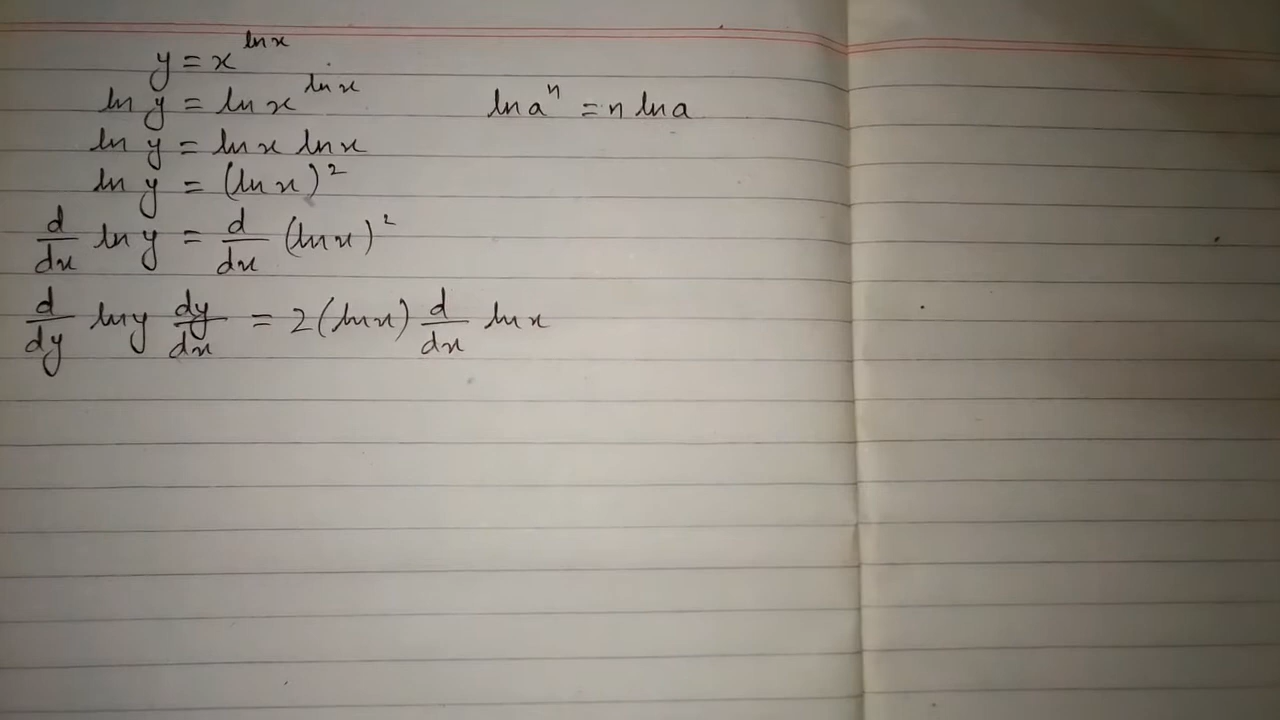 y = x^{ln x}
ln y = ln x^{ln x} ln a^n = n ln a
ln y = ln x ln x
ln y = (ln x)^2
d/dx ln y = d/dx (ln x)^2
d/dy ln y dy/dx = 2(ln x) d/dx ln x